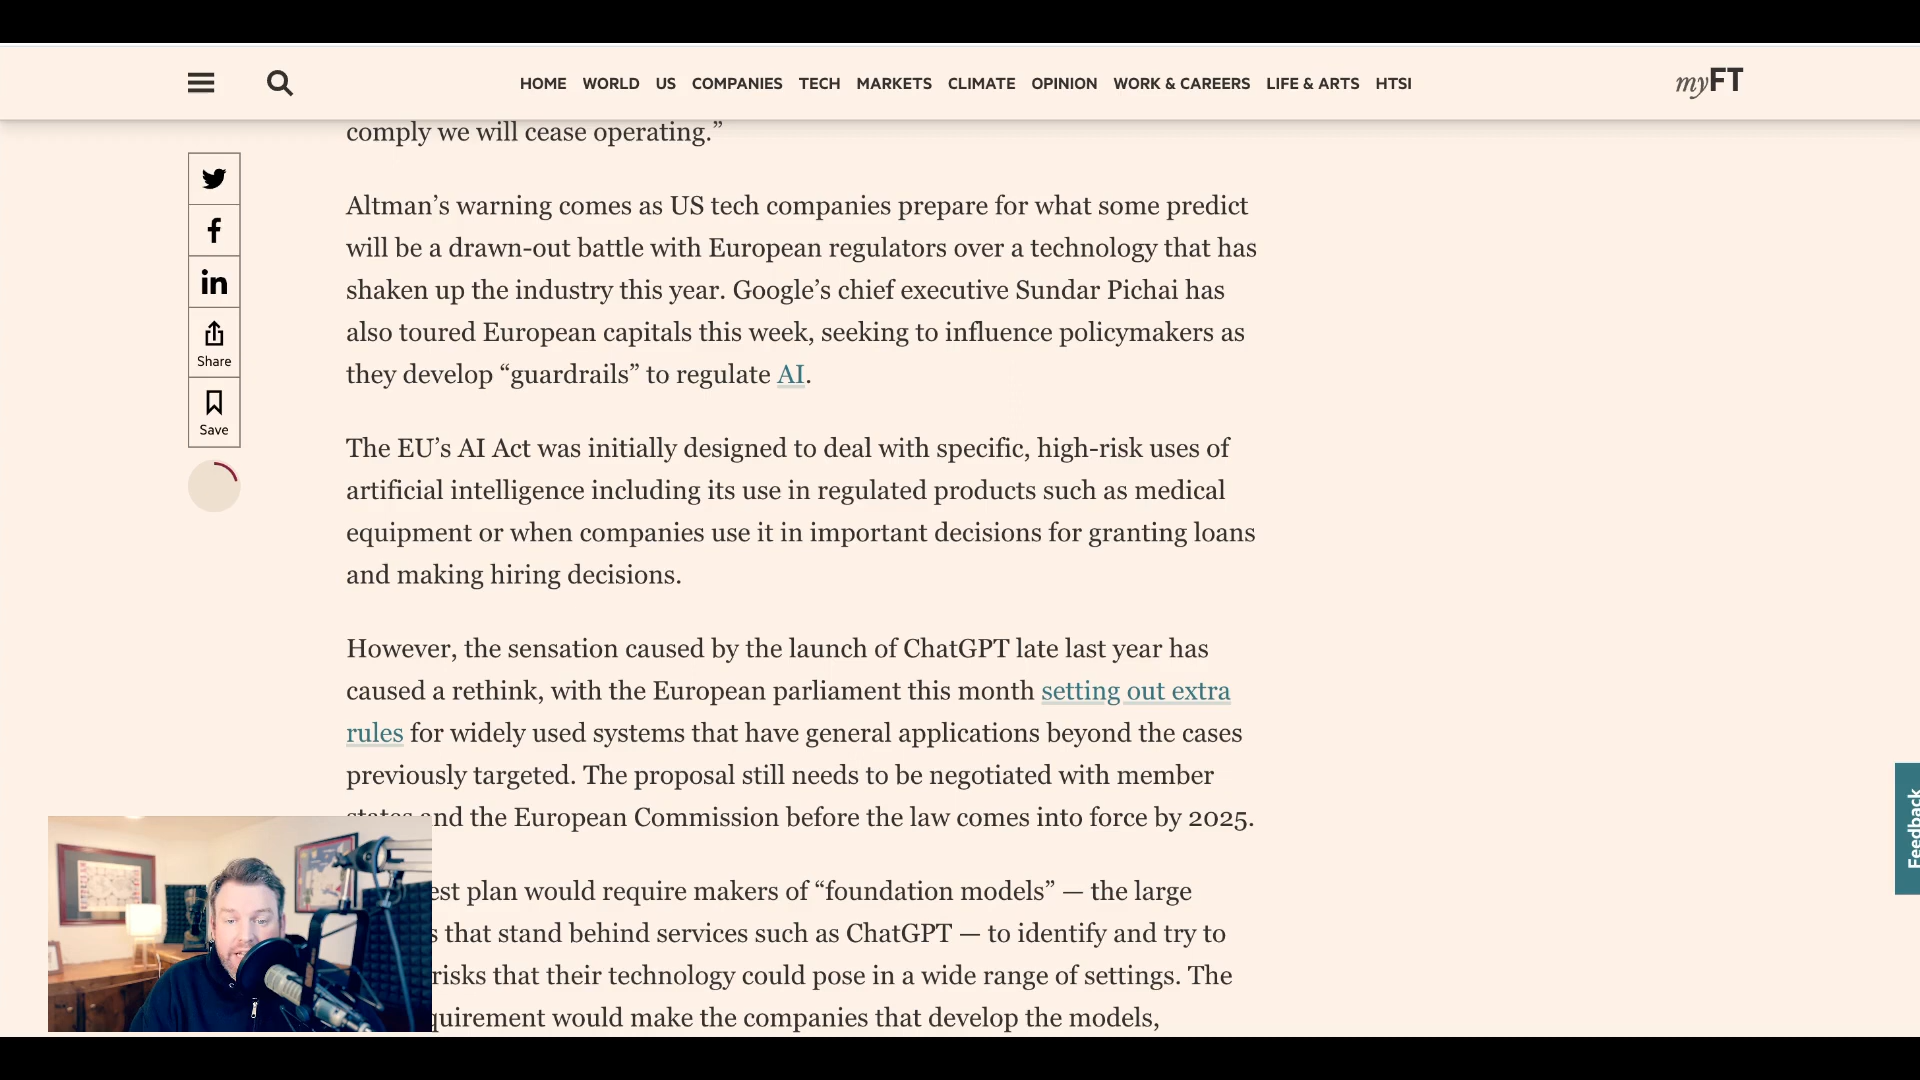 HOME WORLD US COMPANIES TECH MARKETS CLIMATE OPINION WORK & CAREERS LIFE & ARTS HTSI
myFT
comply we will cease operating.”
Share
Save
Altman’s warning comes as US tech companies prepare for what some predict
will be a drawn-out battle with European regulators over a technology that has
shaken up the industry this year. Google’s chief executive Sundar Pichai has
also toured European capitals this week, seeking to influence policymakers as
they develop “guardrails” to regulate AI.
The EU’s AI Act was initially designed to deal with specific, high-risk uses of
artificial intelligence including its use in regulated products such as medical
equipment or when companies use it in important decisions for granting loans
and making hiring decisions.
However, the sensation caused by the launch of ChatGPT late last year has
caused a rethink, with the European parliament this month setting out extra
rules for widely used systems that have general applications beyond the cases
previously targeted. The proposal still needs to be negotiated with member
states and the European Commission before the law comes into force by 2025.
plan would require makers of “foundation models” — the large
that stand behind services such as ChatGPT — to identify and try to
risks that their technology could pose in a wide range of settings. The
would make the companies that develop the models,
Feedback